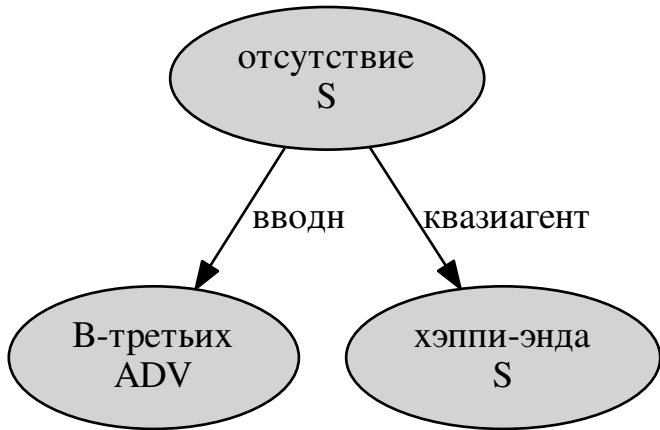 отсутствие
S
вводн
квазиагент
В-третьих
ADV
хэппи-энда
S